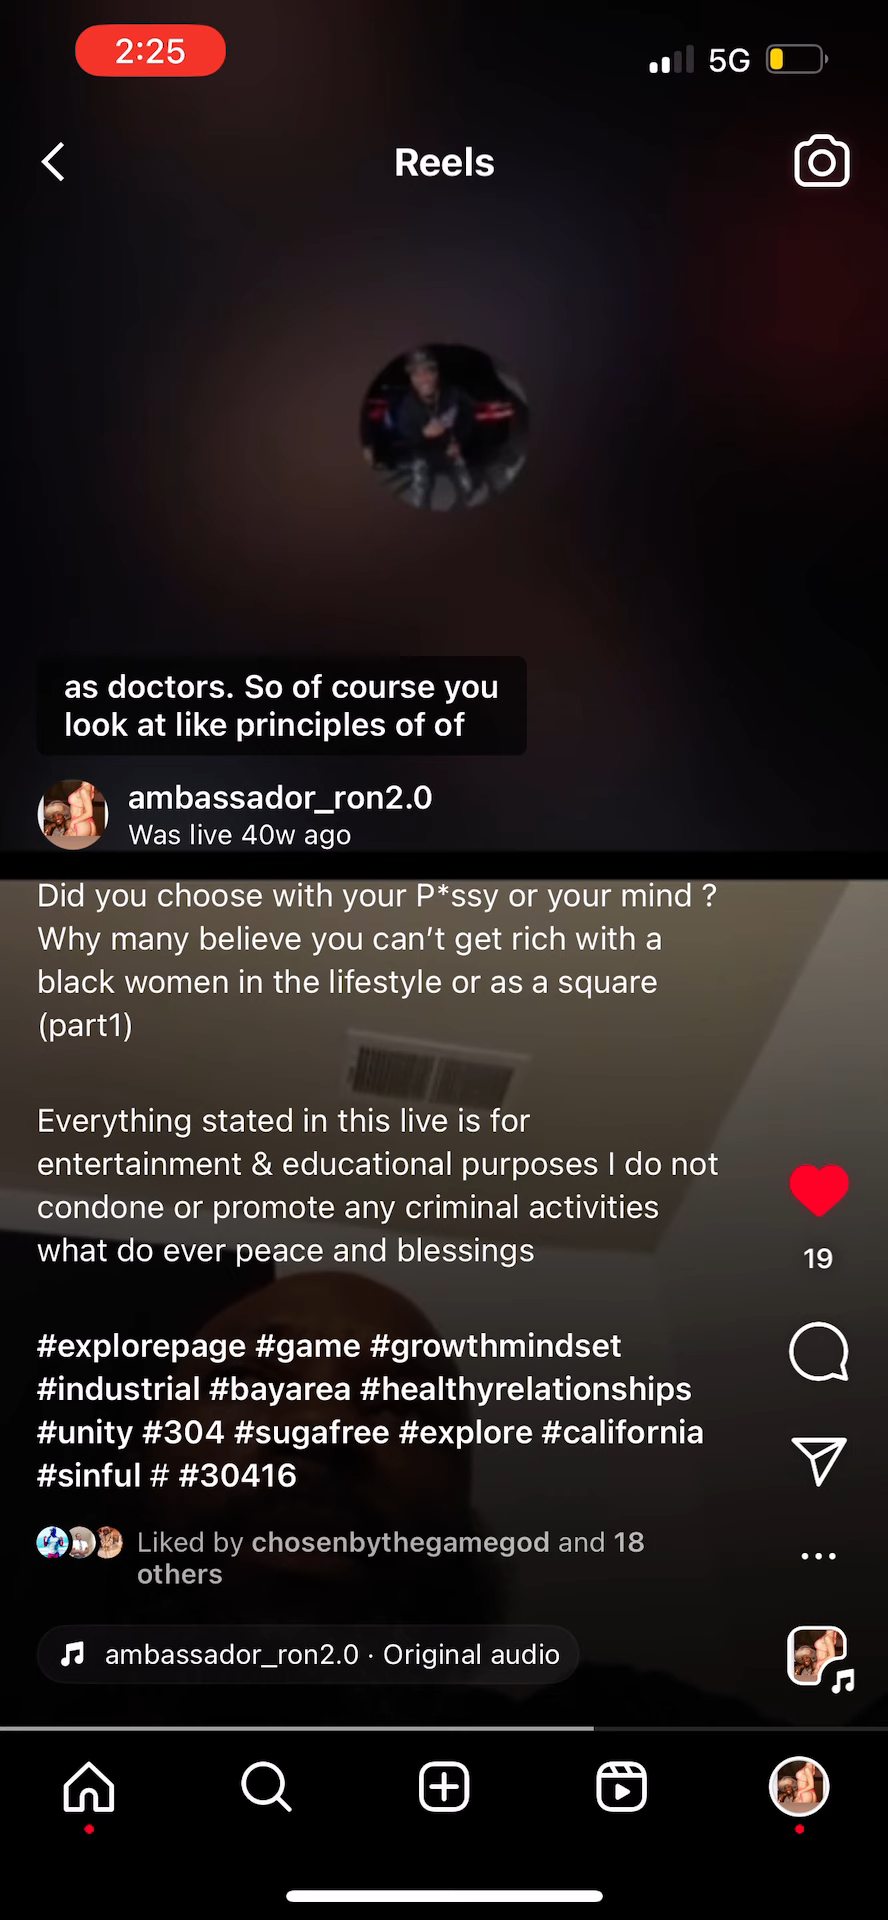 2:25
5G
Reels
as doctors. So of course you
look at like principles of of
ambassador_ron2.0
Was live 40w ago
Did you choose with your P*ssy or your mind ?
Why many believe you can’t get rich with a
black women in the lifestyle or as a square
(part1)
Everything stated in this live is for
entertainment & educational purposes I do not
condone or promote any criminal activities
what do ever peace and blessings
#explorepage #game #growthmindset
#industrial #bayarea #healthyrelationships
#unity #304 #sugafree #explore #california
#sinful # #30416
19
Liked by chosenbythegamegod and 18
others
ambassador_ron2.0 · Original audio